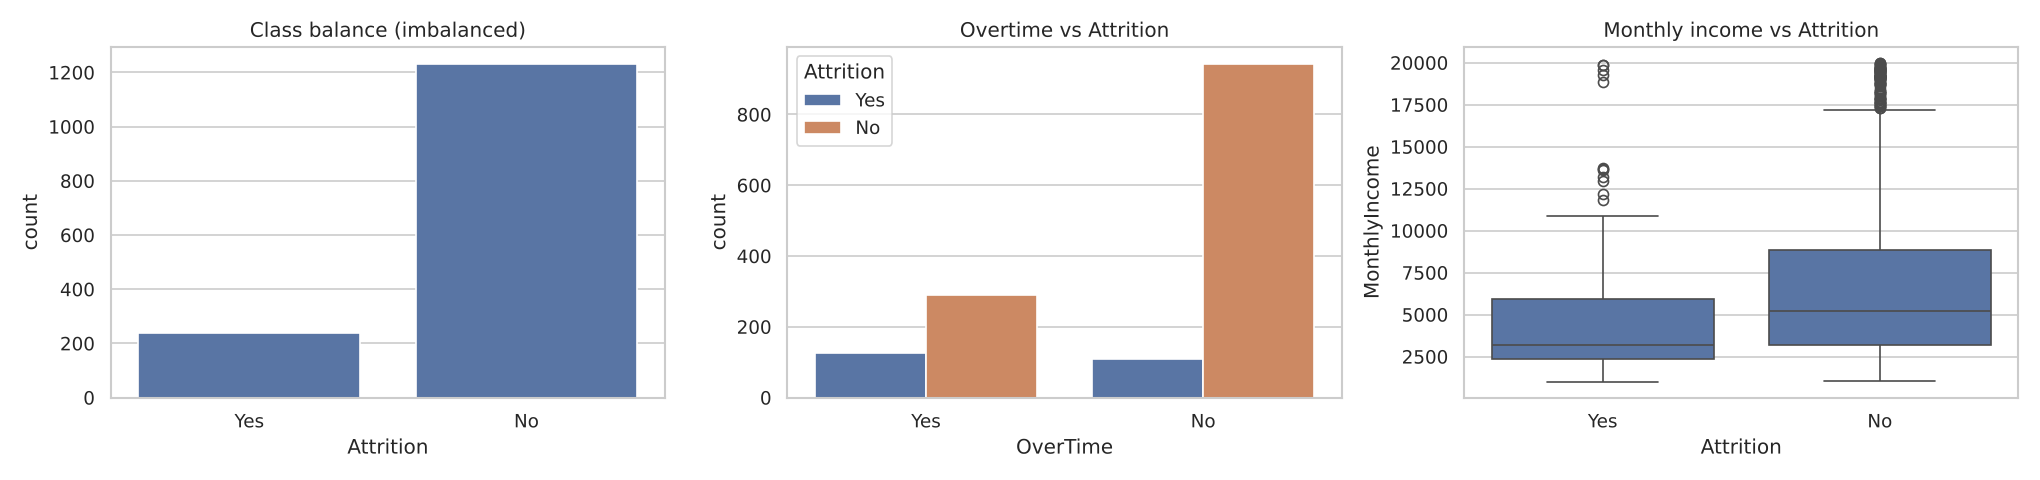 Class balance (imbalanced)
1200
1000
800
600
400
200
0
count
Yes
No
Attrition
Overtime vs Attrition
Attrition
Yes
No
800
600
400
200
0
count
Yes
No
OverTime
Monthly income vs Attrition
20000
17500
15000
12500
10000
7500
5000
2500
MonthlyIncome
Yes
No
Attrition